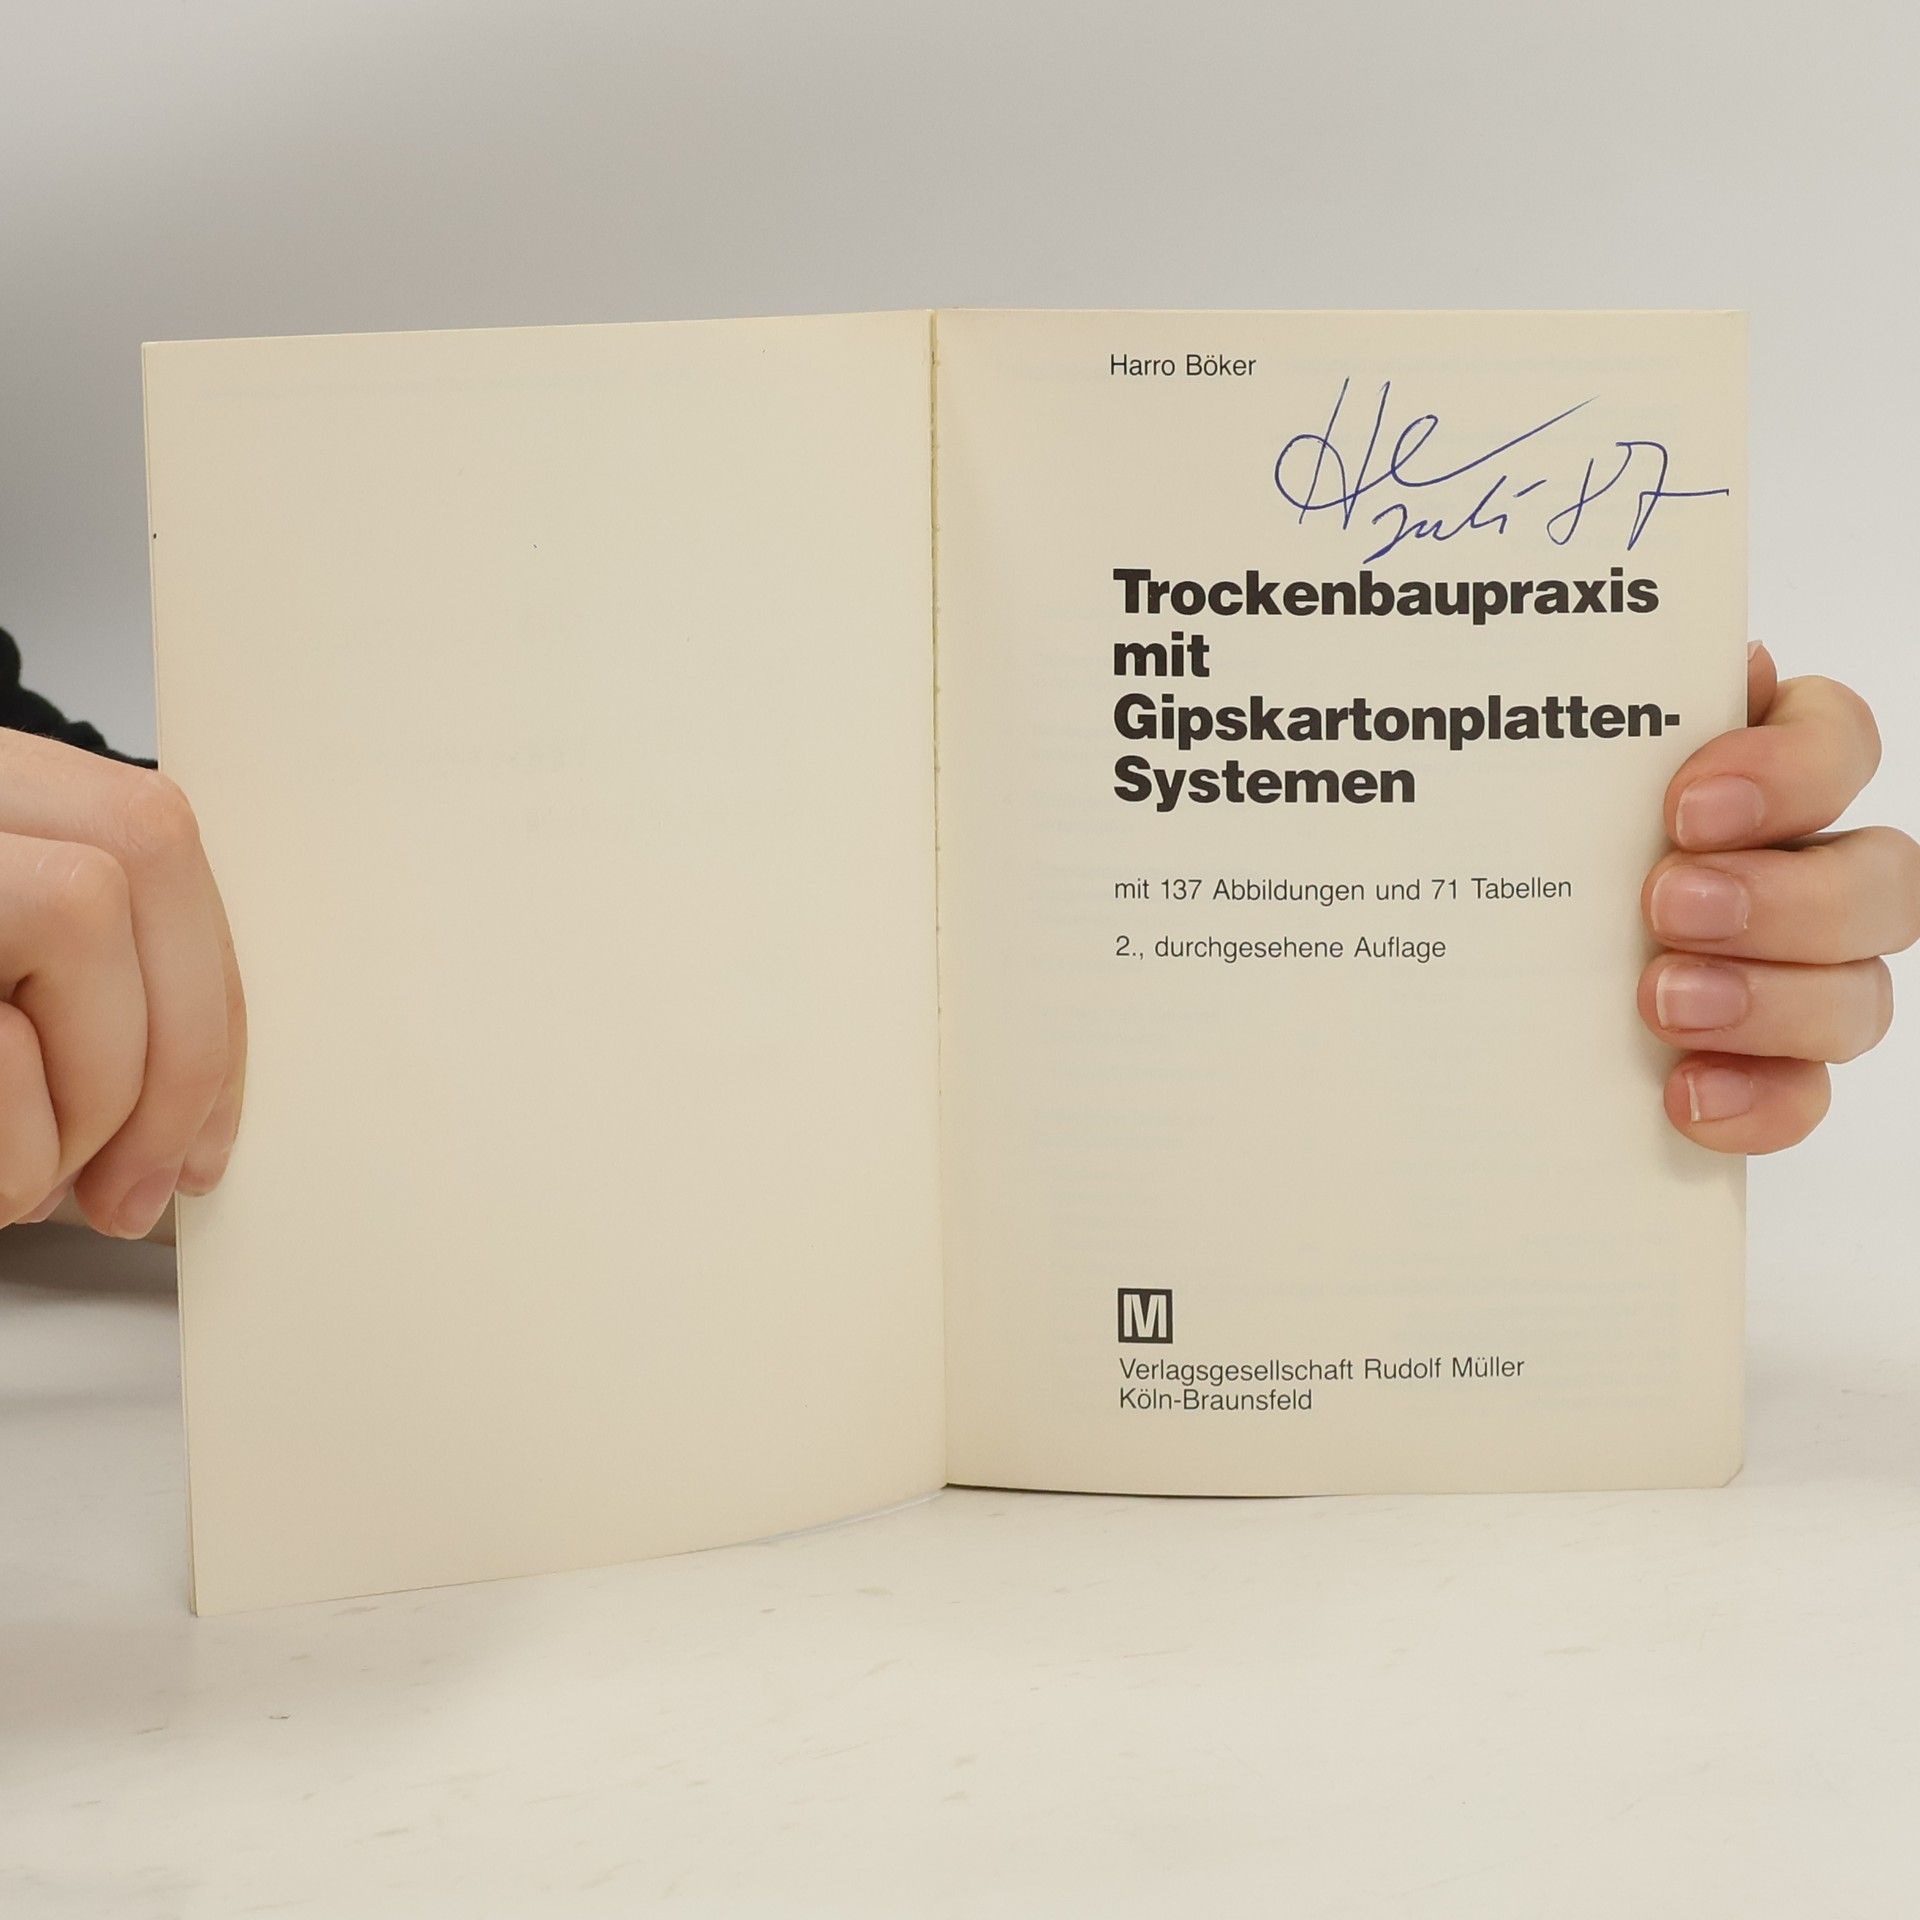 Harro Böker
Juli 87
Trockenbaupraxis
mit
Gipskartonplatten-
Systemen
mit 137 Abbildungen und 71 Tabellen
2., durchgesehene Auflage
M
Verlagsgesellschaft Rudolf Müller
Köln-Braunsfeld